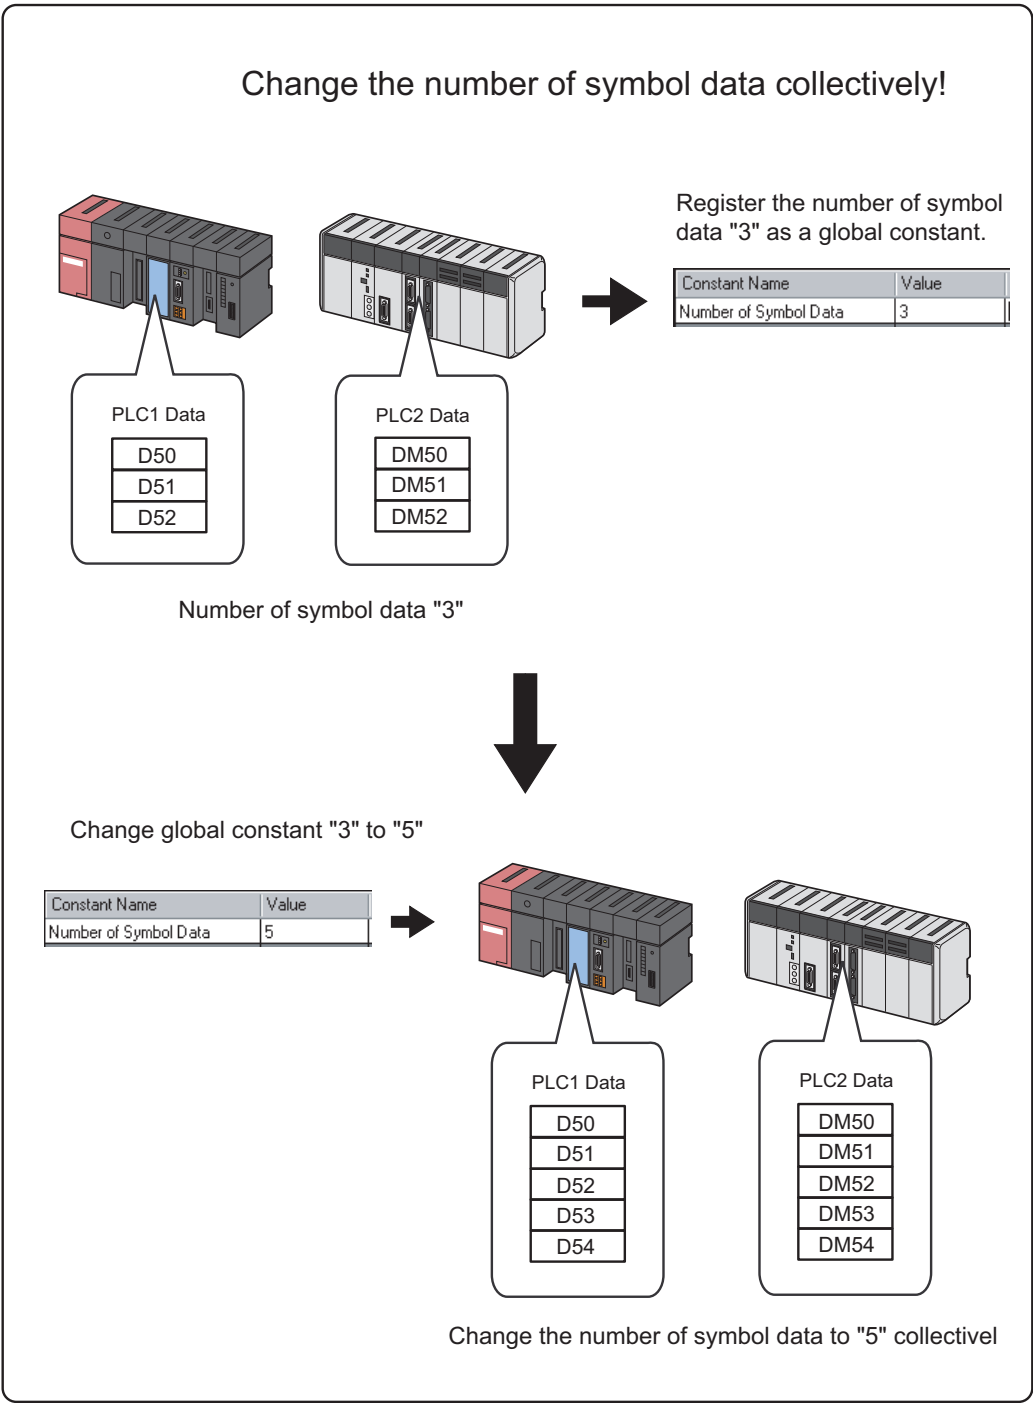 Change the number of symbol data collectively!
Register the number of symbol
data "3" as a global constant.
Constant Name Value
Number of Symbol Data 3
PLC1 Data
D50
D51
D52
PLC2 Data
DM50
DM51
DM52
Number of symbol data "3"
Change global constant "3" to "5"
Constant Name Value
Number of Symbol Data 5
PLC1 Data
D50
D51
D52
D53
D54
PLC2 Data
DM50
DM51
DM52
DM53
DM54
Change the number of symbol data to "5" collectivel